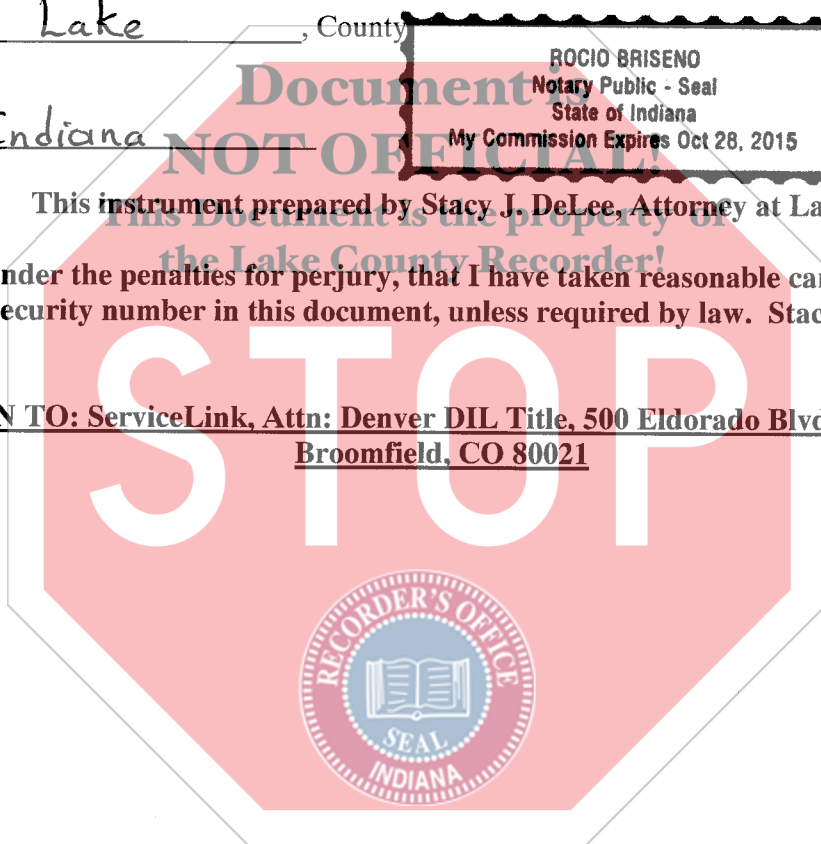 Lake, County
ROCIO BRISENO
Notary Public - Seal
State of Indiana
My Commission Expires Oct 28, 2015
Indiana
Document is
NOT OFFICIAL!
This Document is the property of
the Lake County Recorder!
This instrument prepared by Stacy J. DeLee, Attorney at La
nder the penalties for perjury, that I have taken reasonable car
ecurity number in this document, unless required by law. Stac
N TO: ServiceLink, Attn: Denver DIL Title, 500 Eldorado Blvd
Broomfield, CO 80021
STOP
RECORDER'S OFFICE
SEAL
INDIANA